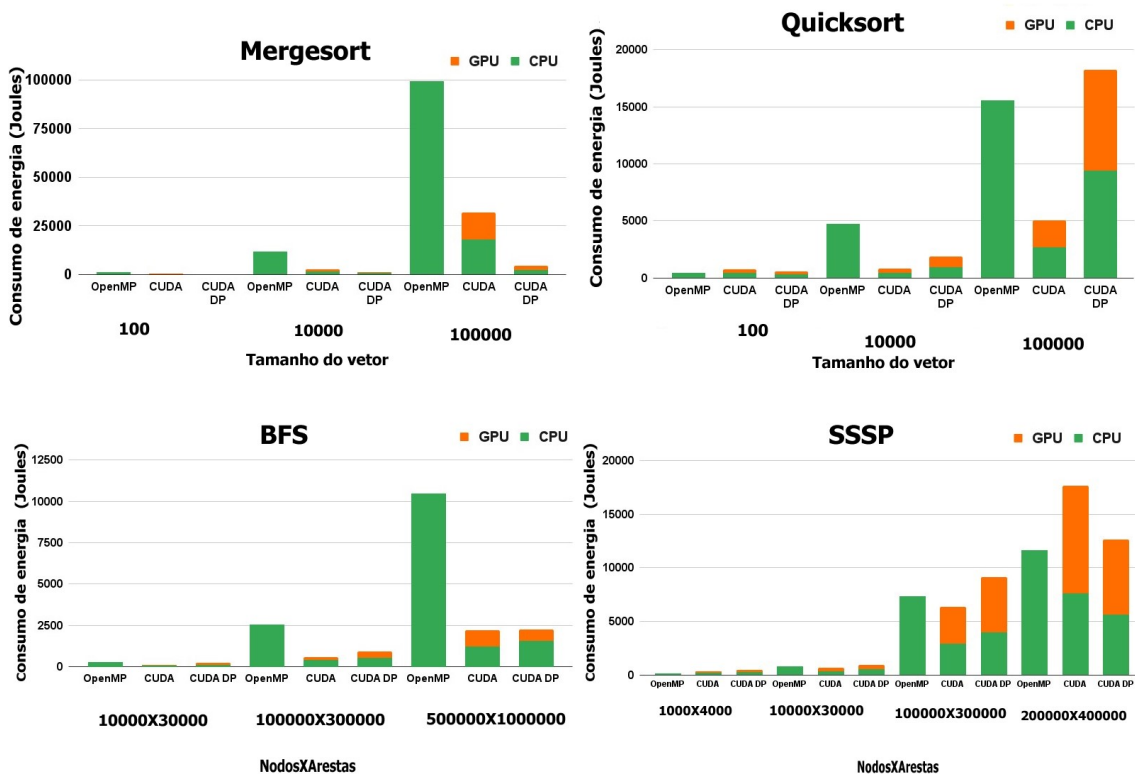 Mergesort
GPU CPU
Consumo de energia (Joules)
100000
75000
50000
25000
0
OpenMP CUDA CUDA DP OpenMP CUDA CUDA DP OpenMP CUDA CUDA DP
100 10000 100000
Tamanho do vetor
Quicksort
GPU CPU
Consumo de energia (Joules)
20000
15000
10000
5000
0
OpenMP CUDA CUDA DP OpenMP CUDA CUDA DP OpenMP CUDA CUDA DP
100 10000 100000
Tamanho do vetor
BFS
GPU CPU
Consumo de energia (Joules)
12500
10000
7500
5000
2500
0
OpenMP CUDA CUDA DP OpenMP CUDA CUDA DP OpenMP CUDA CUDA DP
10000X30000 100000X300000 500000X1000000
NodosXArestas
SSSP
GPU CPU
Consumo de energia (Joules)
20000
15000
10000
5000
0
OpenMP CUDA CUDA DP OpenMP CUDA CUDA DP OpenMP CUDA CUDA DP OpenMP CUDA CUDA DP
1000X4000 10000X30000 100000X300000 200000X400000
NodosXArestas